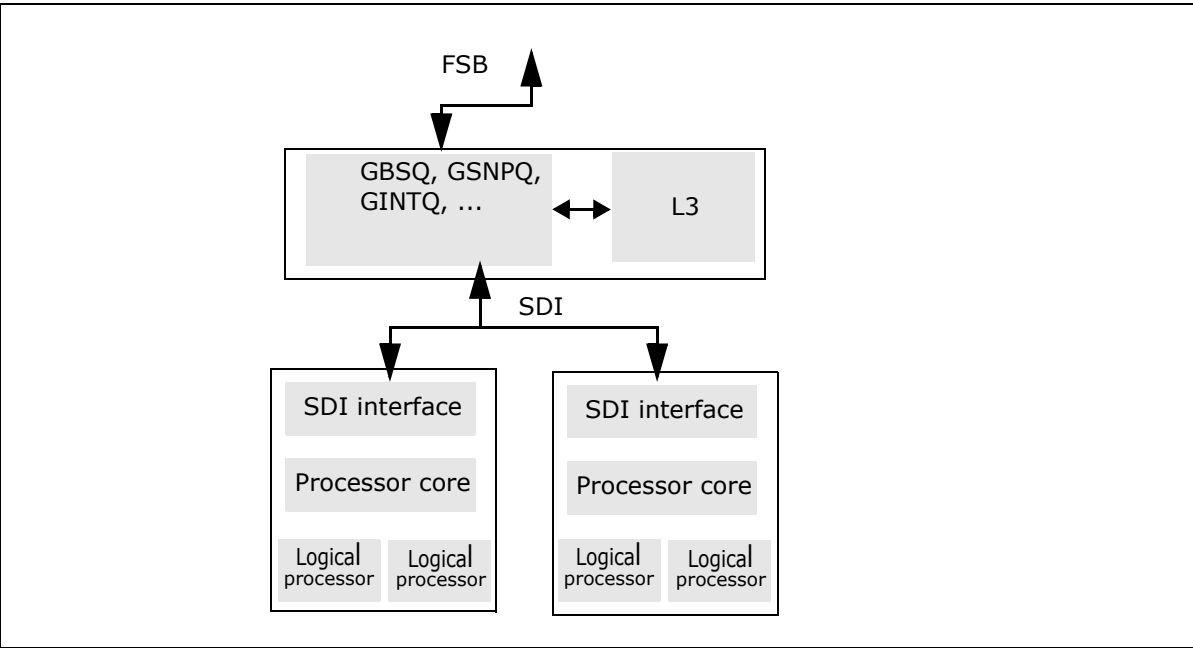 FSB
GBSQ, GSNPQ,
GINTQ, ...
L3
SDI
SDI interface
Processor core
Logical
processor
Logical
processor
SDI interface
Processor core
Logical
processor
Logical
processor